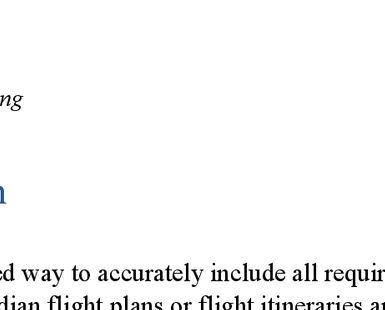 ng
n
ed way to accurately include all requir
dian flight plans or flight itineraries a